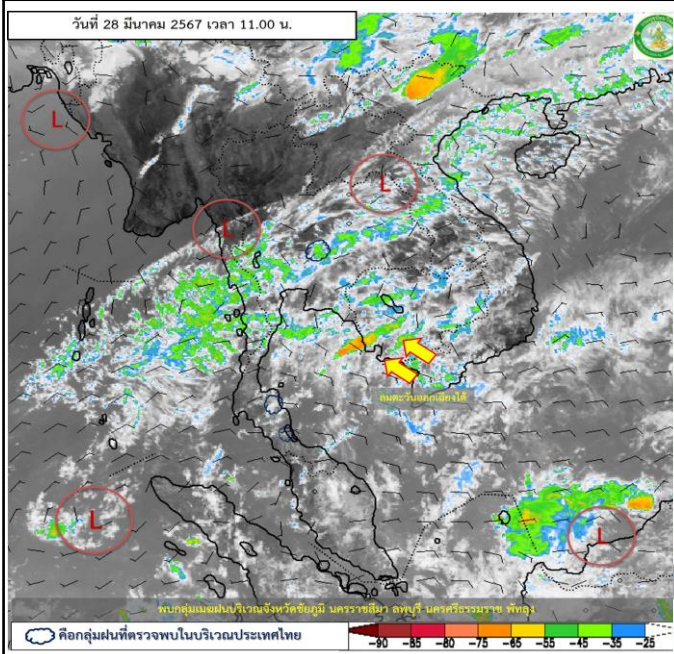 วันที่ 28 มีนาคม 2567 เวลา 11.00 น.
L
L
L
ลมตะวันออกเฉียงใต้
L
L
พบกลุ่มเมฆฝนบริเวณจังหวัดชัยภูมิ นครราชสีมา ลพบุรี นครศรีธรรมราช พัทลุง
คือกลุ่มฝนที่ตรวจพบในบริเวณประเทศไทย
-90 -85 -80 -75 -65 -55 -45 -35 -25